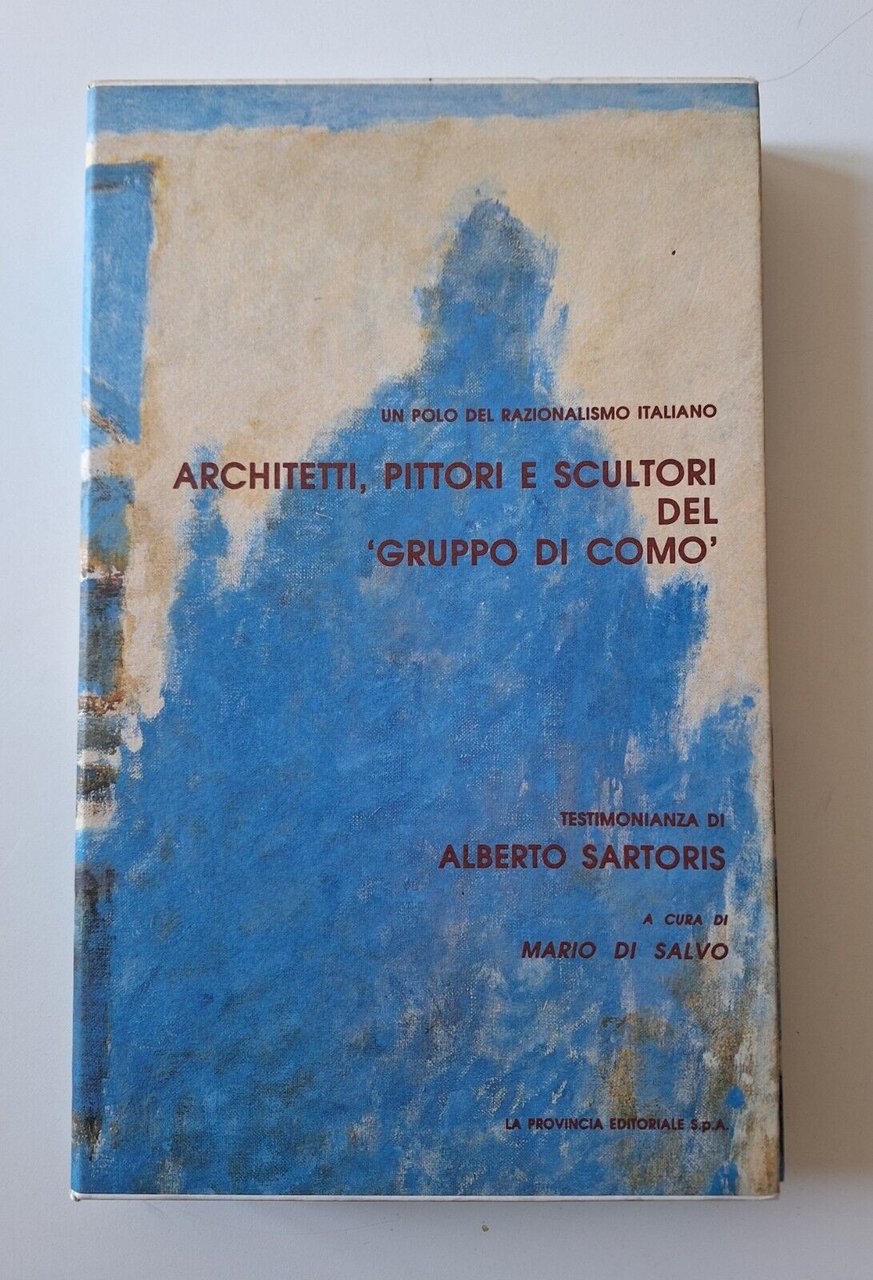 UN POLO DEL RAZIONALISMO ITALIANO
ARCHITETTI, PITTORI E SCULTORI
DEL
'GRUPPO DI COMO'
TESTIMONIANZA DI
ALBERTO SARTORIS
A CURA DI
MARIO DI SALVO
LA PROVINCIA EDITORIALE S.p.A.